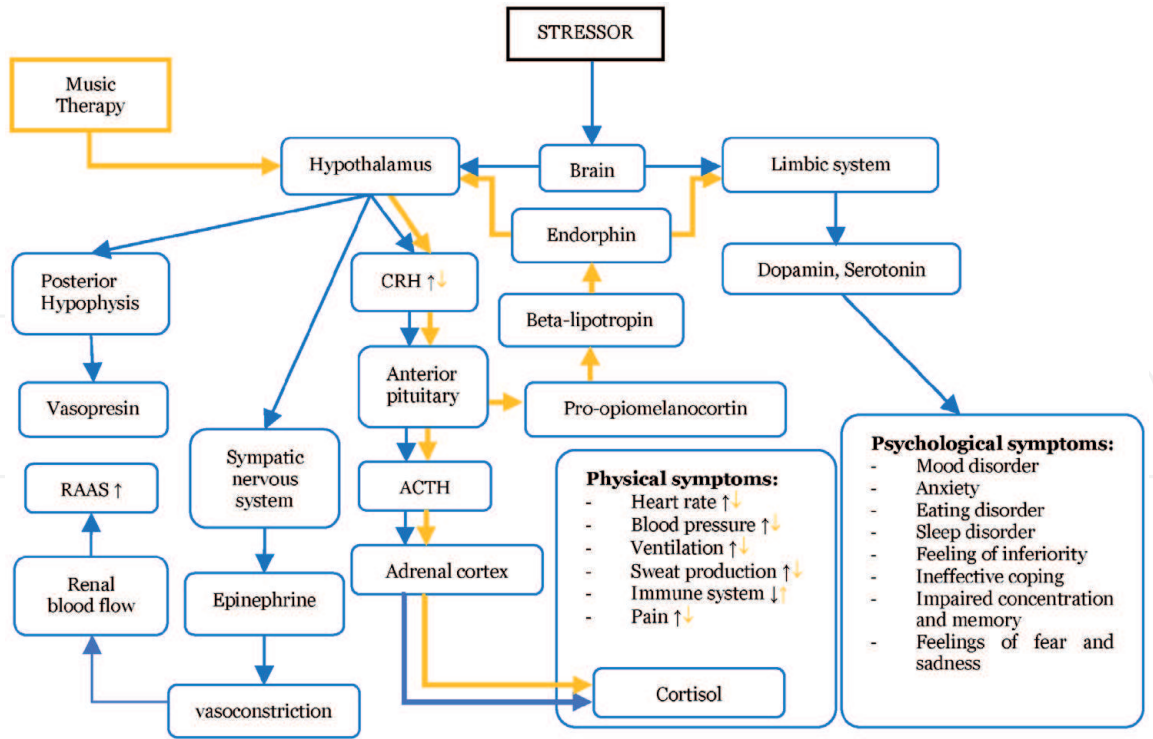 STRESSOR
Music
Therapy
Hypothalamus
Brain
Limbic system
Endorphin
Posterior
Hypophysis
CRH ↑↓
Dopamin, Serotonin
Beta-lipotropin
Vasopresin
Anterior
pituitary
Pro-opiomelanocortin
RAAS ↑
Sympatic
nervous
system
ACTH
Renal
blood flow
Epinephrine
Adrenal cortex
vasoconstriction
Physical symptoms:
- Heart rate ↑↓
- Blood pressure ↑↓
- Ventilation ↑↓
- Sweat production ↑↓
- Immune system ↓↑
- Pain ↑↓
Cortisol
Psychological symptoms:
- Mood disorder
- Anxiety
- Eating disorder
- Sleep disorder
- Feeling of inferiority
- Ineffective coping
- Impaired concentration
and memory
- Feelings of fear and
sadness